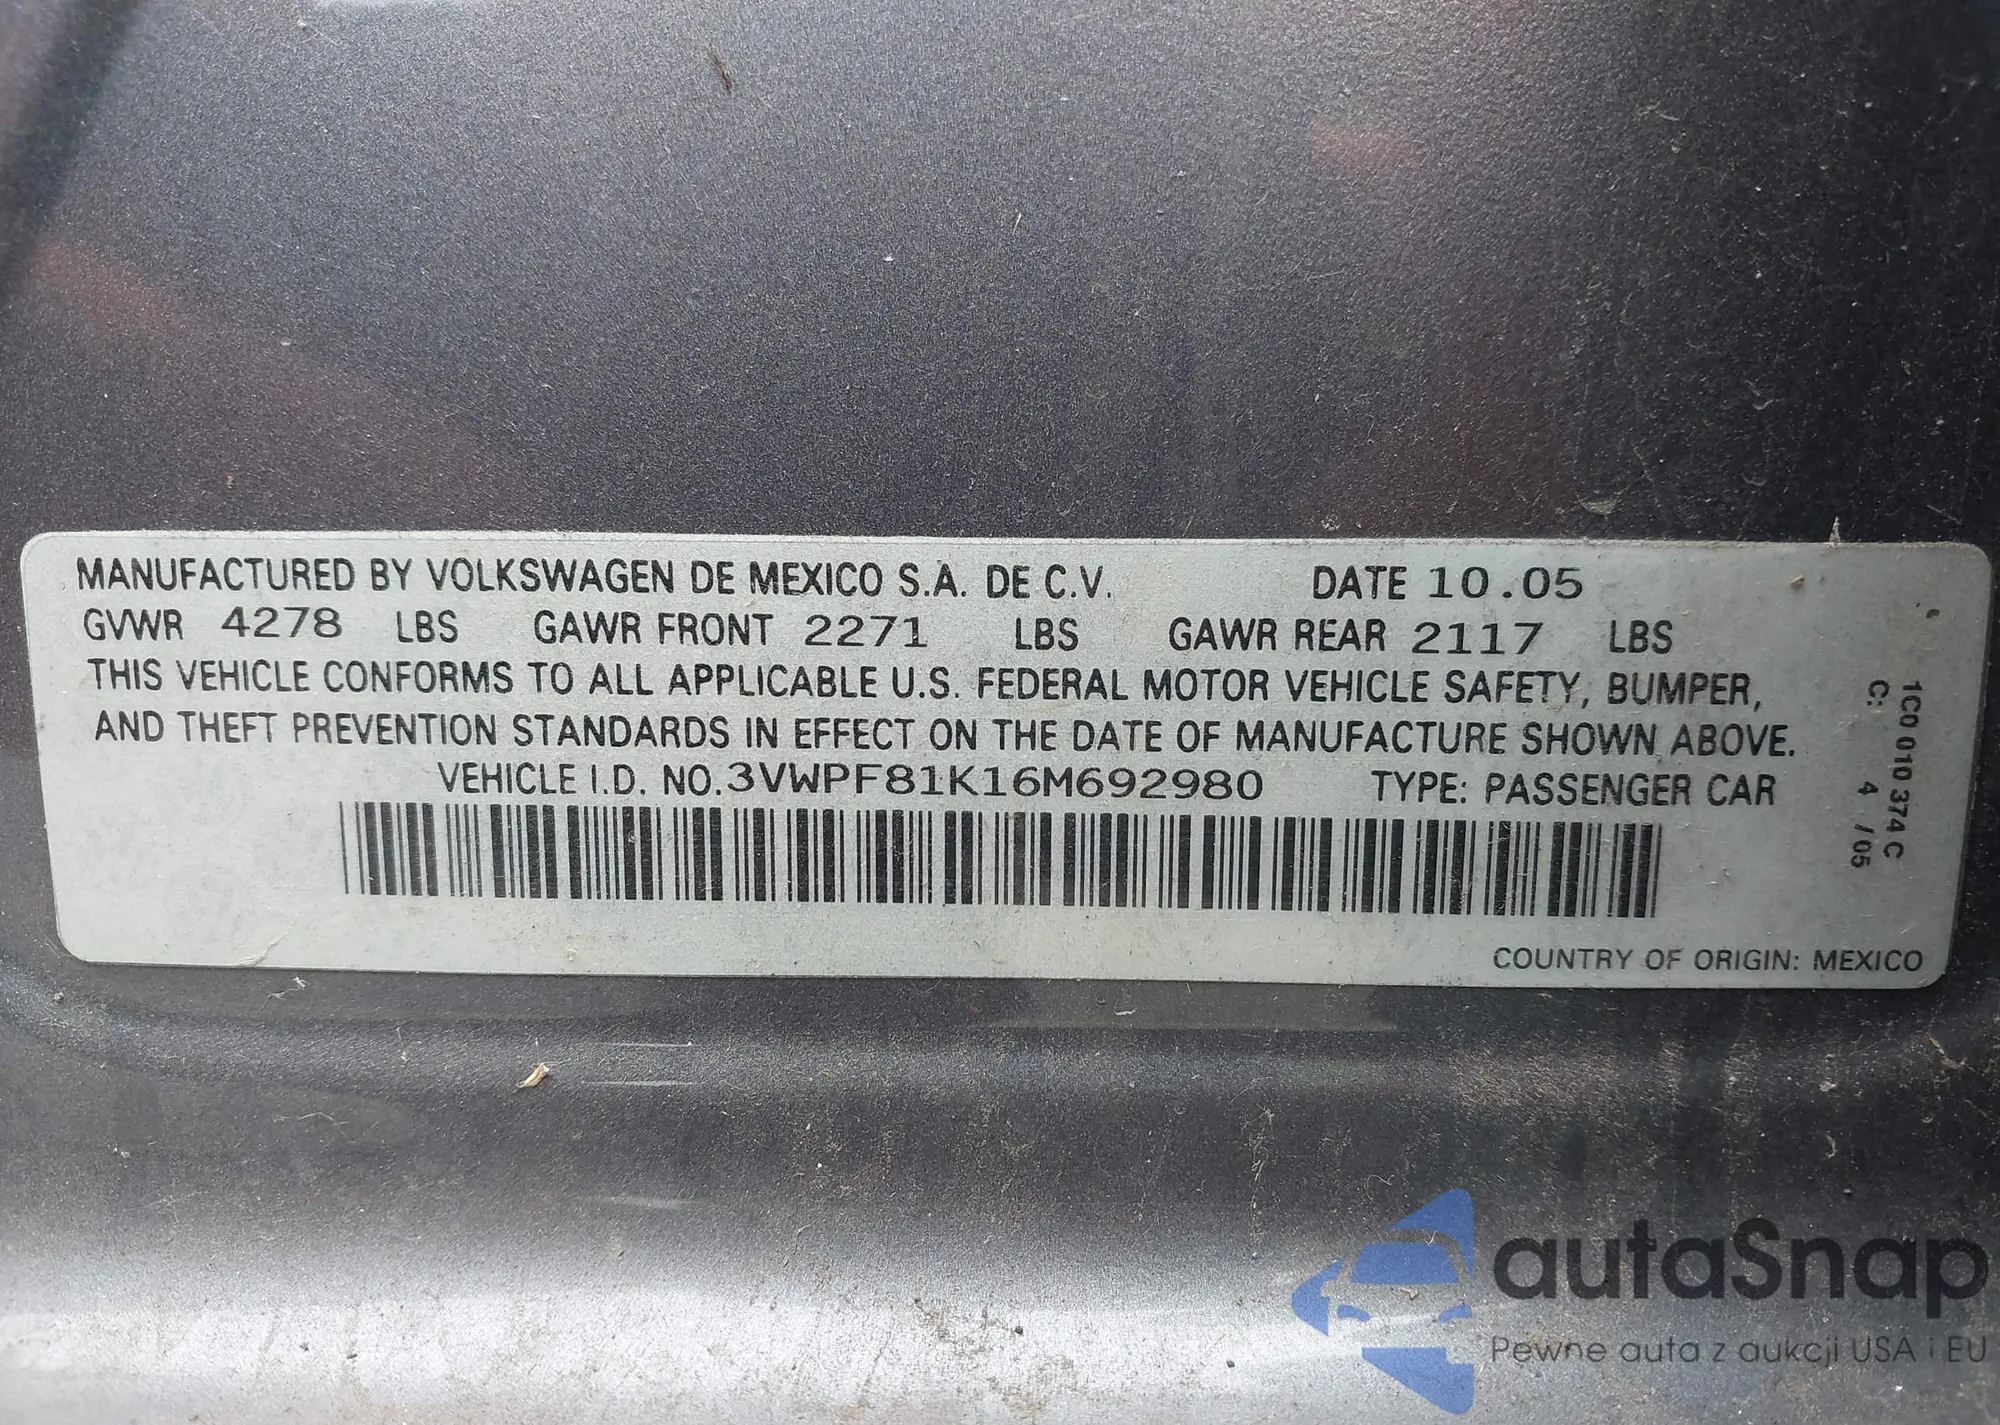 MANUFACTURED BY VOLKSWAGEN DE MEXICO S.A. DE C.V. DATE 10.05
GVWR 4278 LBS GAWR FRONT 2271 LBS GAWR REAR 2117 LBS
THIS VEHICLE CONFORMS TO ALL APPLICABLE U.S. FEDERAL MOTOR VEHICLE SAFETY, BUMPER,
AND THEFT PREVENTION STANDARDS IN EFFECT ON THE DATE OF MANUFACTURE SHOWN ABOVE.
VEHICLE I.D. NO.3VWPF81K16M692980 TYPE: PASSENGER CAR
COUNTRY OF ORIGIN: MEXICO
1C0 010 374 C
C: 4 /05
autaSnap
Pewne auta z aukcji USA i EU